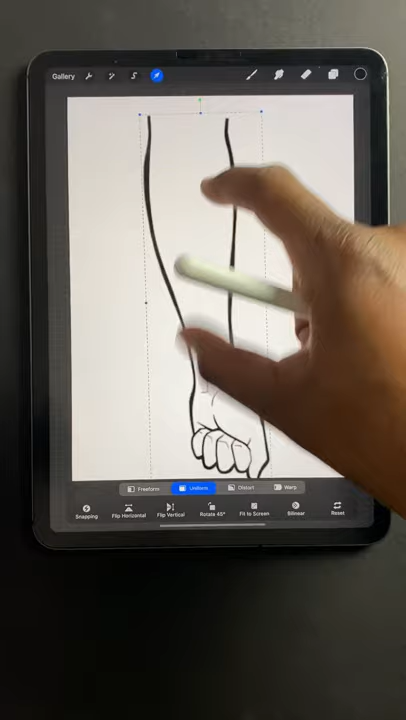 Gallery
Freeform Uniform Distort Warp
Snapping Flip Horizontal Flip Vertical Rotate 45° Fit to Screen Bilinear Reset